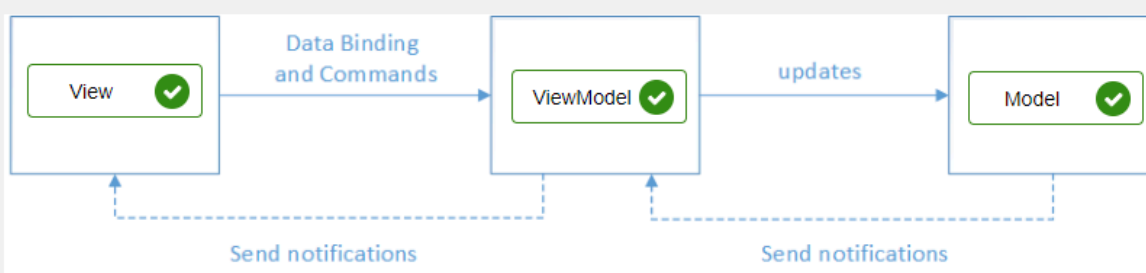 Data Binding
and Commands
updates
View
ViewModel
Model
Send notifications
Send notifications